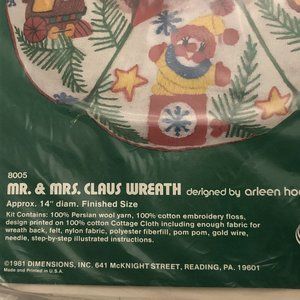 8005
MR. & MRS. CLAUS WREATH designed by arleen
Approx. 14" diam. Finished Size
Kit Contains: 100% Persian wool yarn, 100% cotton embroidery floss,
design printed on 100% cotton Cottage Cloth including enough fabric for
wreath back, felt, nylon fabric, polyester fiberfill, pom pom, gold wire,
needle, step-by-step illustrated instructions.
©1981 DIMENSIONS, INC. 641 McKNIGHT STREET, READING, PA. 19601
Made and Printed in U.S.A.